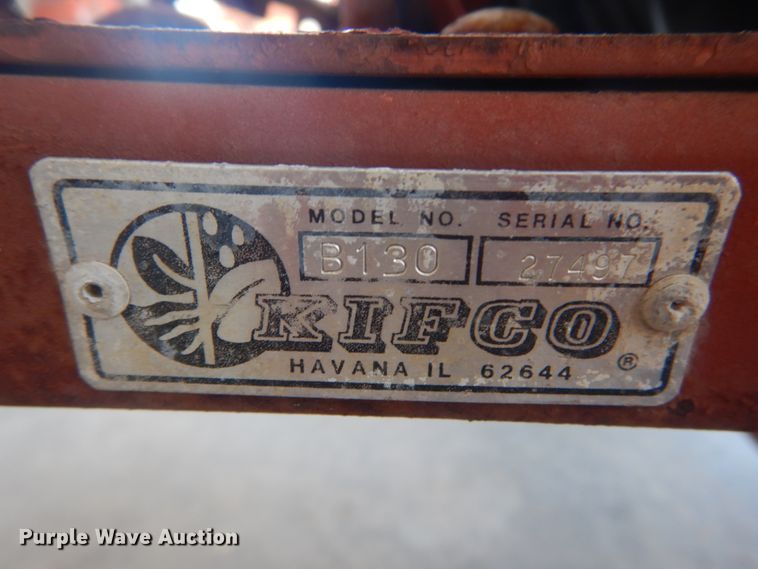 MODEL NO. SERIAL NO.
B130 27497
KIFCO
HAVANA IL 62644 ®
Purple Wave Auction